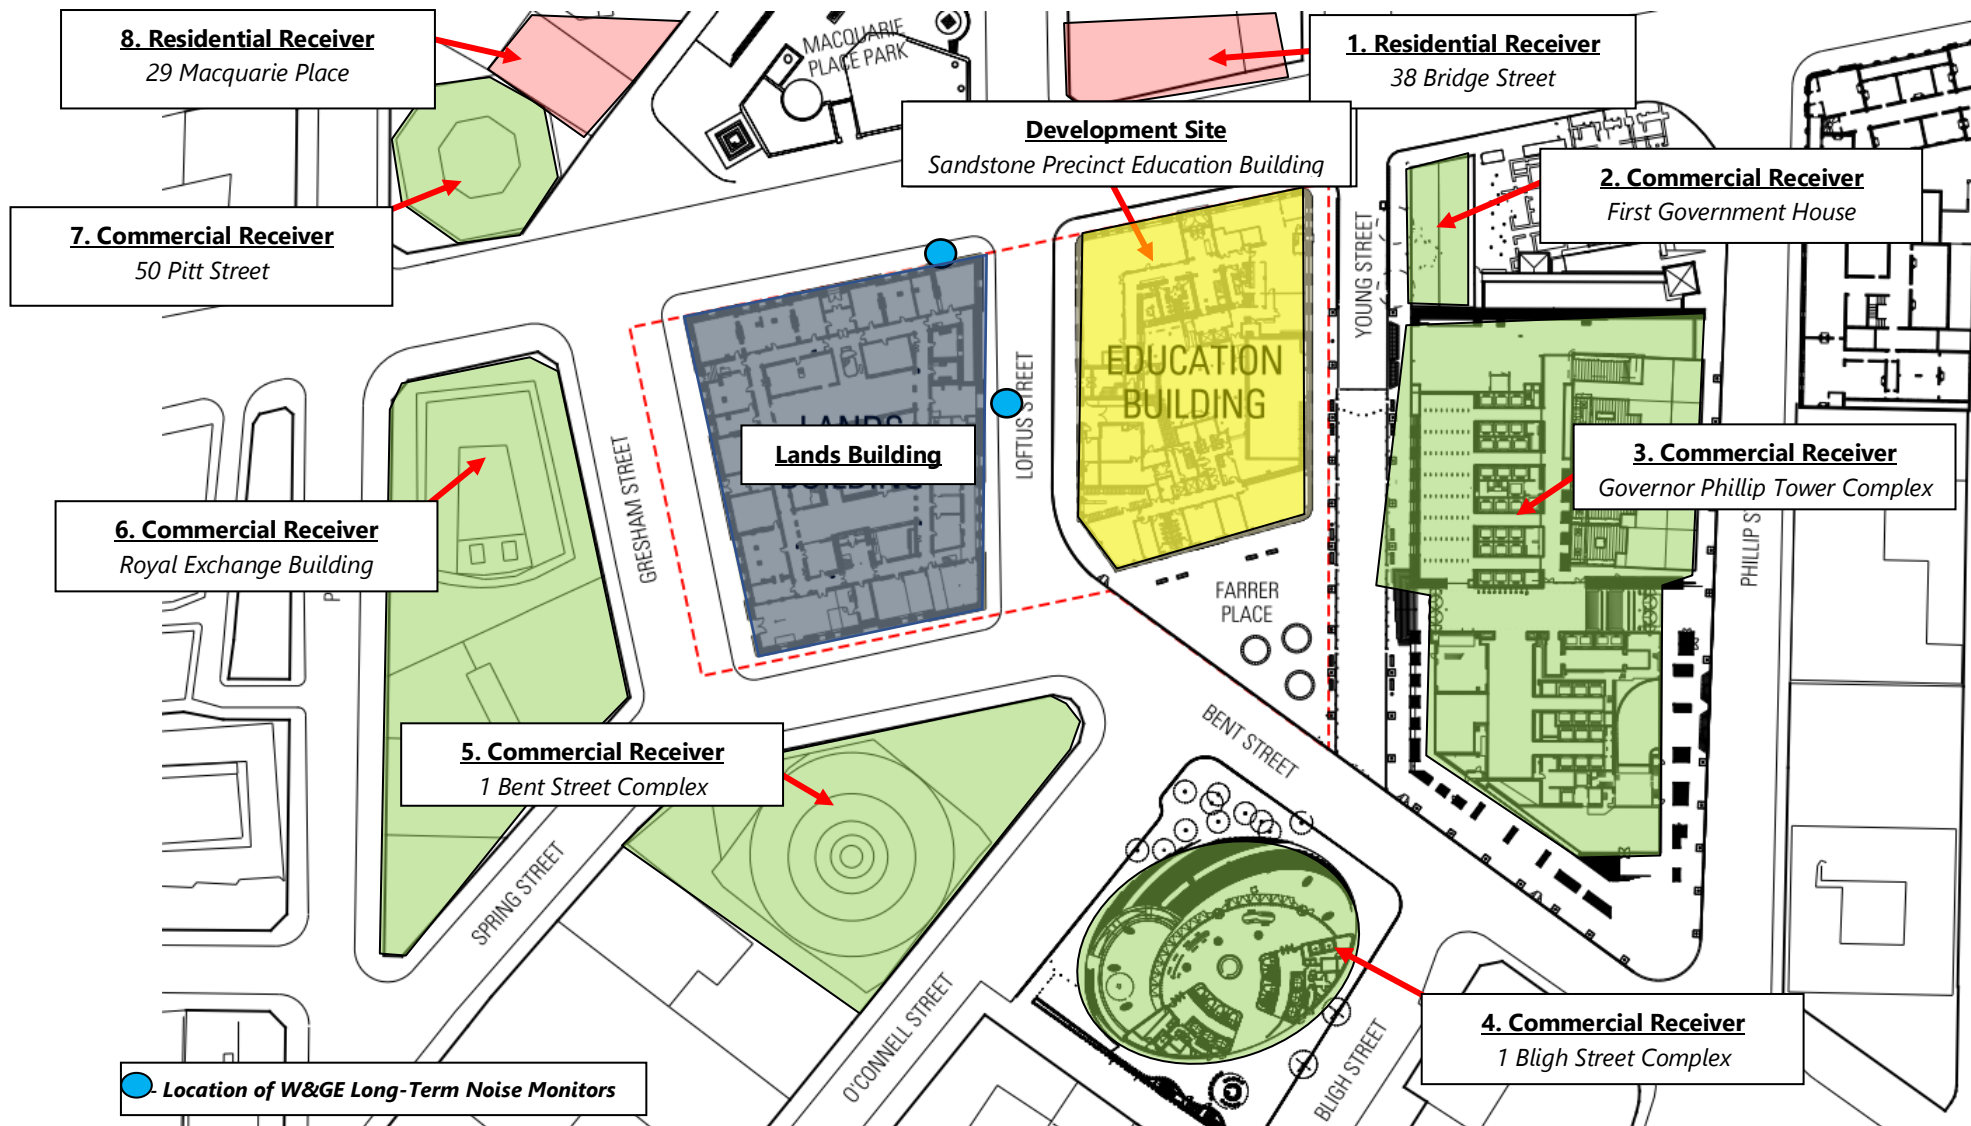 8. Residential Receiver
29 Macquarie Place
MACQUARIE
PLACE PARK
1. Residential Receiver
38 Bridge Street
Development Site
Sandstone Precinct Education Building
2. Commercial Receiver
First Government House
7. Commercial Receiver
50 Pitt Street
YOUNG STREET
EDUCATION
BUILDING
LOFTUS STREET
GRESHAM STREET
LANDS
BUILDING
Lands Building
3. Commercial Receiver
Governor Phillip Tower Complex
PHILLIP S
6. Commercial Receiver
Royal Exchange Building
P
FARRER
PLACE
BENT STREET
5. Commercial Receiver
1 Bent Street Complex
SPRING STREET
O'CONNELL STREET
BLIGH STREET
4. Commercial Receiver
1 Bligh Street Complex
- Location of W&GE Long-Term Noise Monitors